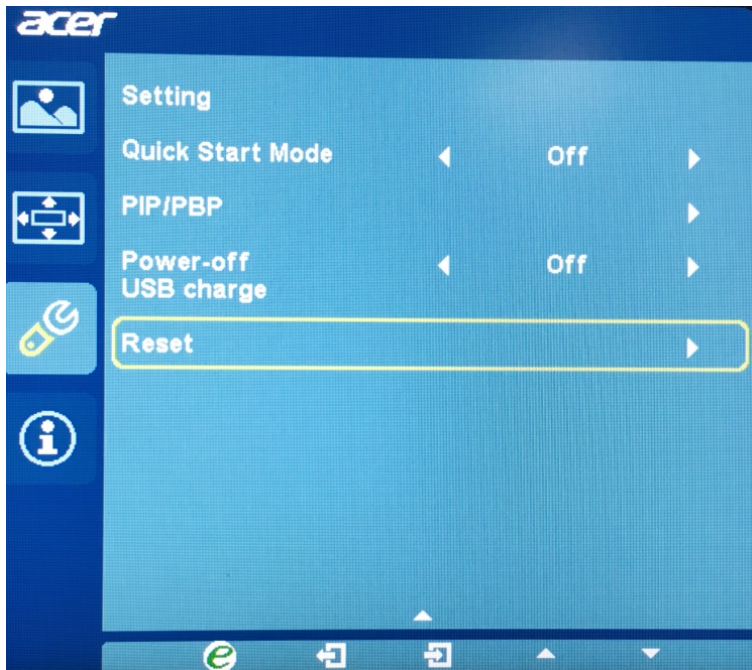 acer
Setting
Quick Start Mode Off
PIP/PBP
Power-off Off
USB charge
Reset
e